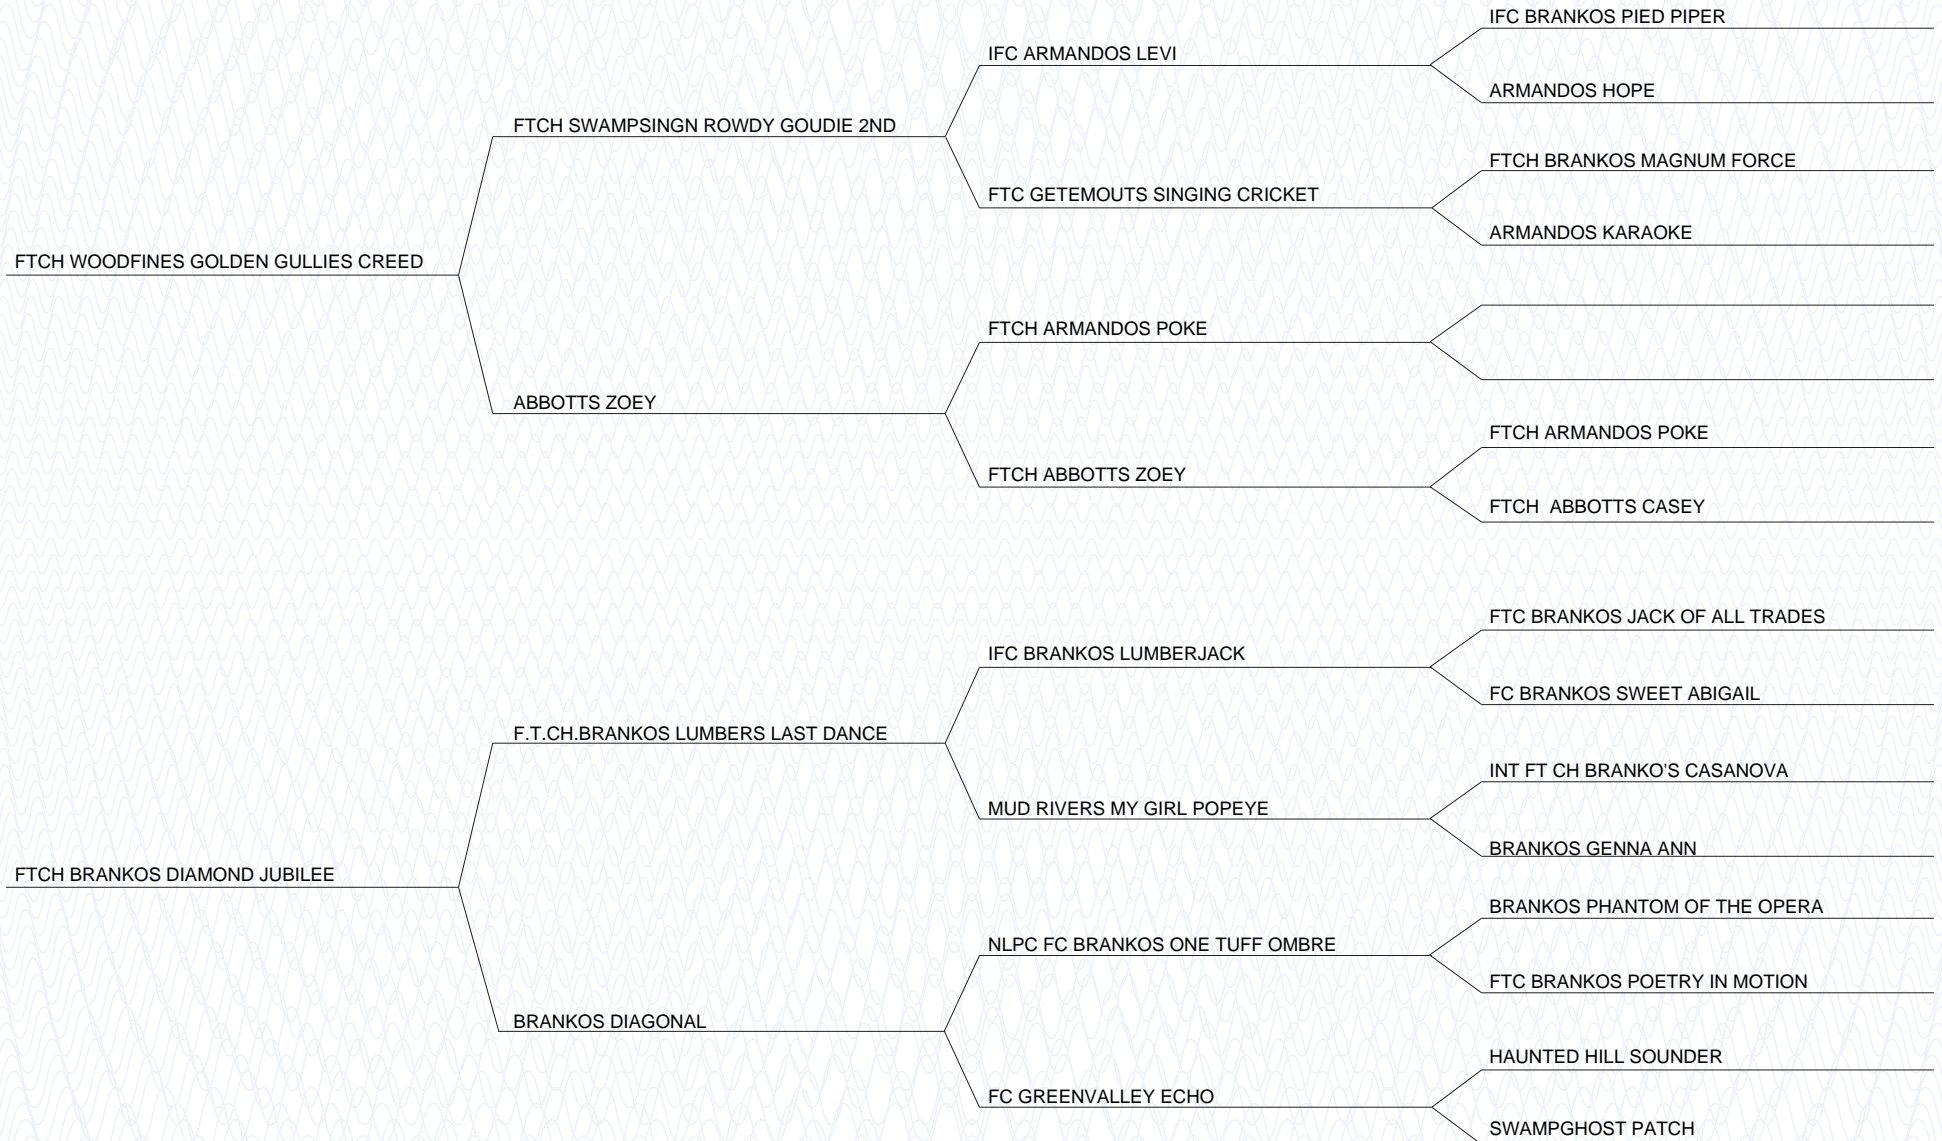 IFC BRANKOS PIED PIPER
IFC ARMANDOS LEVI
ARMANDOS HOPE
FTCH SWAMPSINGN ROWDY GOUDIE 2ND
FTCH BRANKOS MAGNUM FORCE
FTC GETEMOUTS SINGING CRICKET
ARMANDOS KARAOKE
FTCH WOODFINES GOLDEN GULLIES CREED
FTCH ARMANDOS POKE
ABBOTTS ZOEY
FTCH ARMANDOS POKE
FTCH ABBOTTS ZOEY
FTCH  ABBOTTS CASEY
FTC BRANKOS JACK OF ALL TRADES
IFC BRANKOS LUMBERJACK
FC BRANKOS SWEET ABIGAIL
F.T.CH.BRANKOS LUMBERS LAST DANCE
INT FT CH BRANKO'S CASANOVA
MUD RIVERS MY GIRL POPEYE
BRANKOS GENNA ANN
FTCH BRANKOS DIAMOND JUBILEE
BRANKOS PHANTOM OF THE OPERA
NLPC FC BRANKOS ONE TUFF OMBRE
FTC BRANKOS POETRY IN MOTION
BRANKOS DIAGONAL
HAUNTED HILL SOUNDER
FC GREENVALLEY ECHO
SWAMPGHOST PATCH